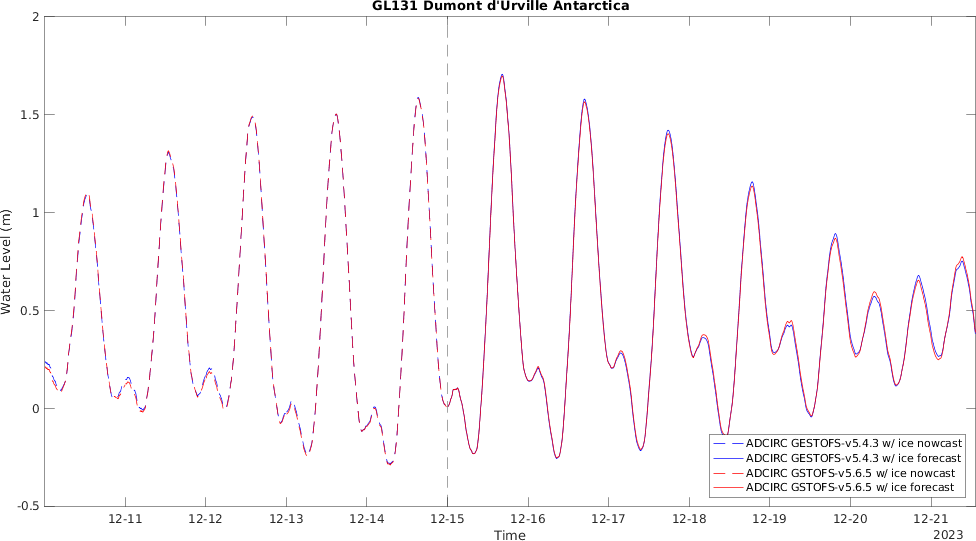 GL131 Dumont d'Urville Antarctica
2
1.5
1
0.5
0
-0.5
Water Level (m)
12-11 12-12 12-13 12-14 12-15 12-16 12-17 12-18 12-19 12-20 12-21
Time
2023
ADCIRC GESTOFS-v5.4.3 w/ ice nowcast
ADCIRC GESTOFS-v5.4.3 w/ ice forecast
ADCIRC GSTOFS-v5.6.5 w/ ice nowcast
ADCIRC GSTOFS-v5.6.5 w/ ice forecast